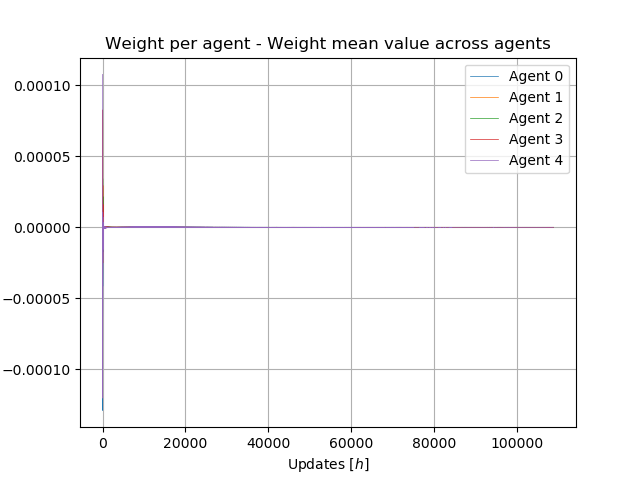 Weight per agent - Weight mean value across agents
0.00010
0.00005
0.00000
−0.00005
−0.00010
Agent 0
Agent 1
Agent 2
Agent 3
Agent 4
0 20000 40000 60000 80000 100000
Updates [h]